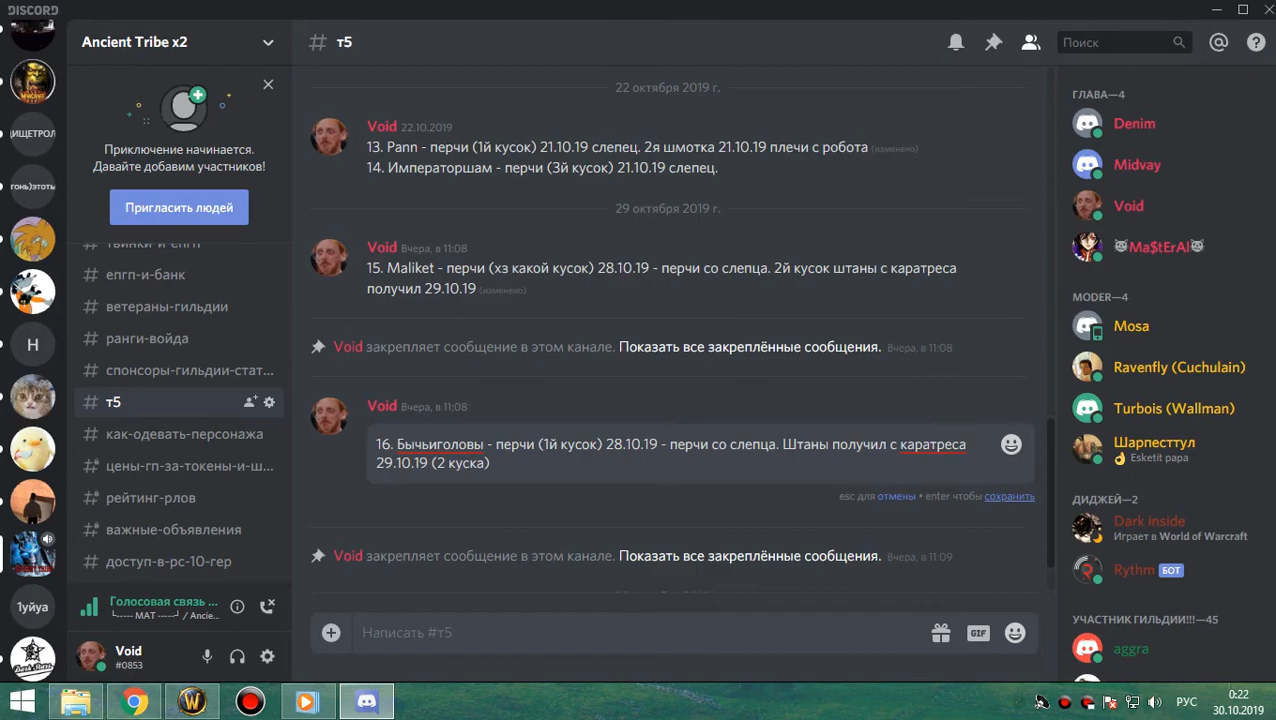 DISCORD
Ancient Tribe x2
# т5
Поиск
Приключение начинается.
Давайте добавим участников!
Пригласить людей
ИЩЕТРОЛ
гонь)этоть
Н
1уйуа
# твинки-и-епгп
# епгп-и-банк
# ветераны-гильдии
# ранги-войда
# спонсоры-гильдии-стат...
# т5
# как-одевать-персонажа
# цены-гп-за-токены-и-ш...
# рейтинг-рлов
# важные-объявления
# доступ-в-рс-10-гер
Голосовая связь ...
└----- МАТ -----┘ / Ancie...
Void
#0853
22 октября 2019 г.
Void 22.10.2019
13. Pann - перчи (1й кусок) 21.10.19 слепец. 2я шмотка 21.10.19 плечи с робота (изменено)
14. Императоршам - перчи (3й кусок) 21.10.19 слепец.
29 октября 2019 г.
Void Вчера, в 11:08
15. Maliket - перчи (хз какой кусок) 28.10.19 - перчи со слепца. 2й кусок штаны с каратреса
получил 29.10.19 (изменено)
Void закрепляет сообщение в этом канале. Показать все закреплённые сообщения. Вчера, в 11:08
Void Вчера, в 11:08
16. Бычьиголовы - перчи (1й кусок) 28.10.19 - перчи со слепца. Штаны получил с каратреса
29.10.19 (2 куска)
esc для отмены • enter чтобы сохранить
Void закрепляет сообщение в этом канале. Показать все закреплённые сообщения. Вчера, в 11:09
Написать #т5
GIF
ГЛАВА—4
Denim
Midvay
Void
Ma$tErAl
MODER—4
Mosa
Ravenfly (Cuchulain)
Turbois (Wallman)
Шарпесттул
Esketit papa
ДИДЖЕЙ—2
Dark inside
Играет в World of Warcraft
Rythm БОТ
УЧАСТНИК ГИЛЬДИИ!!!—45
aggra
РУС
0:22
30.10.2019